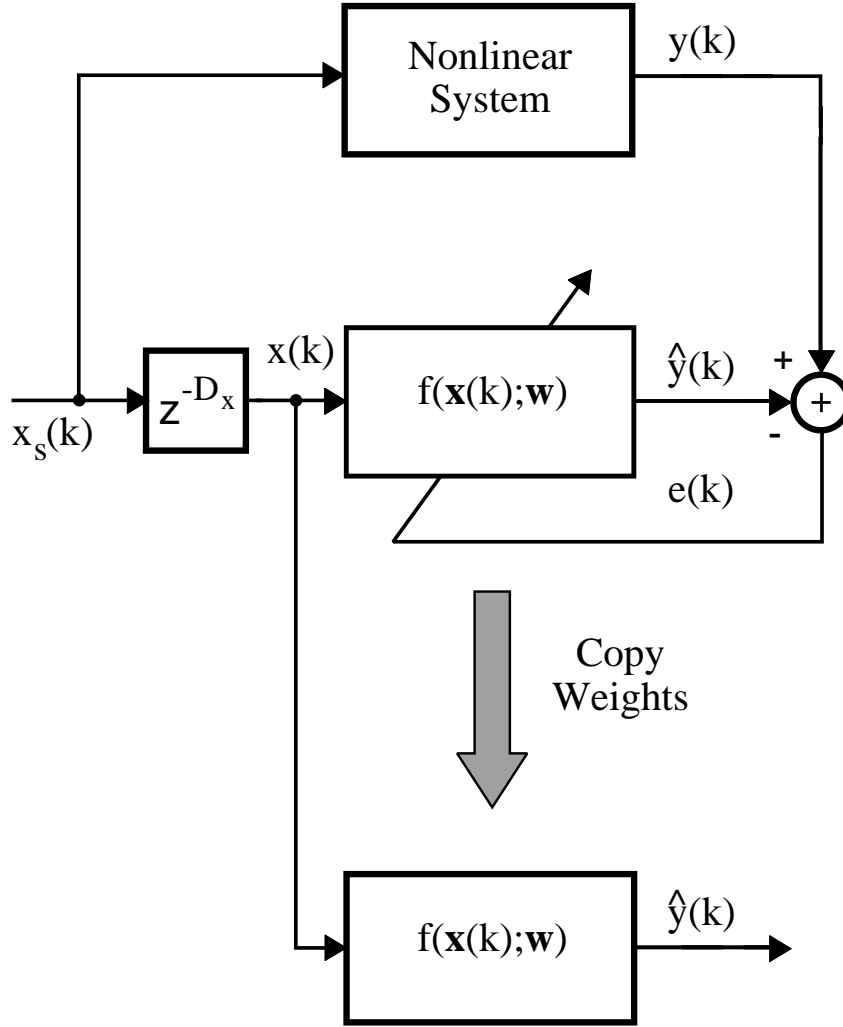 Nonlinear
System
y(k)
x_s(k)
z^{-D_x}
x(k)
f(x(k);w)
ŷ(k)
+
-
+
e(k)
Copy
Weights
f(x(k);w)
ŷ(k)